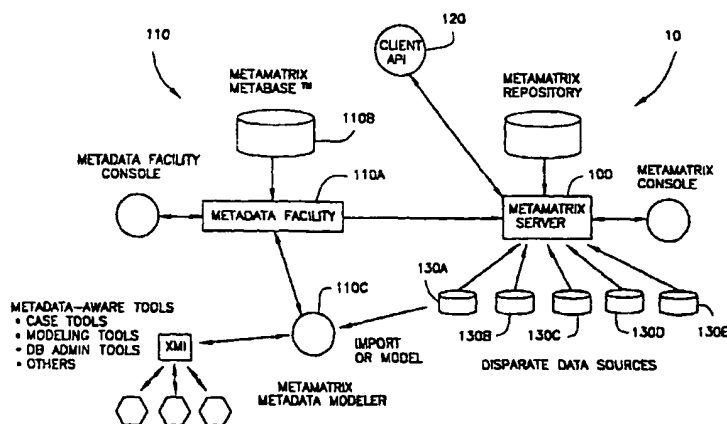 110
120
10
CLIENT
API
METAMATRIX
METABASE™
METAMATRIX
REPOSITORY
110B
METADATA FACILITY
CONSOLE
110A
100
METAMATRIX
CONSOLE
METADATA FACILITY
METAMATRIX
SERVER
110C
130A
METADATA-AWARE TOOLS
• CASE TOOLS
• MODELING TOOLS
• DB ADMIN TOOLS
• OTHERS
XMI
IMPORT
OR MODEL
130B
130C
130D
130E
DISPARATE DATA SOURCES
METAMATRIX
METADATA MODELER